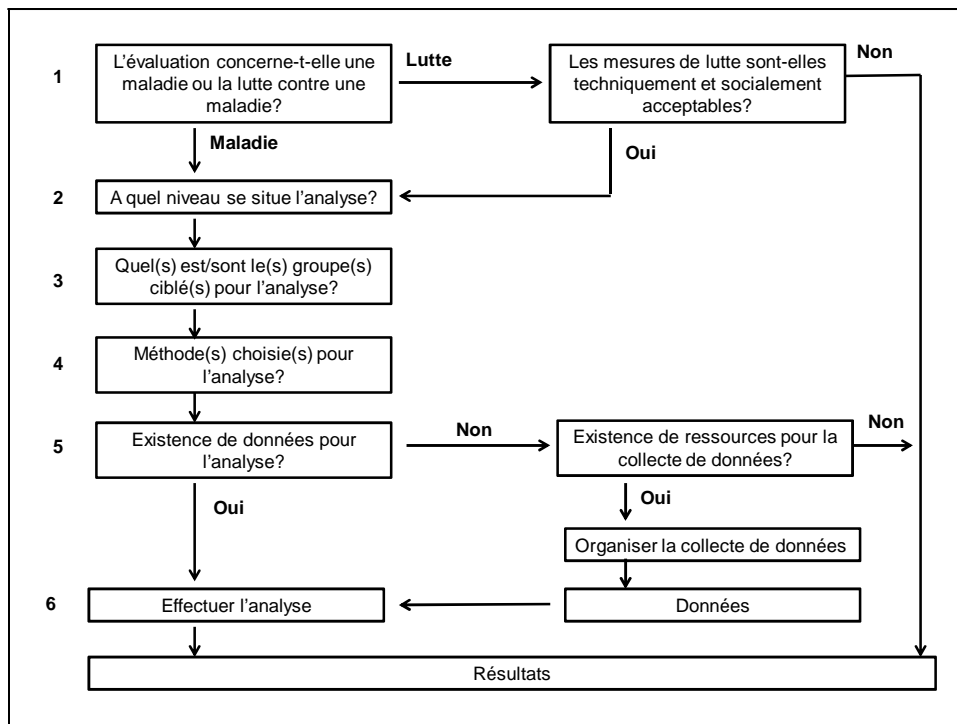 1
L'évaluation concerne-t-elle une
maladie ou la lutte contre une
maladie?
Lutte
Les mesures de lutte sont-elles
techniquement et socialement
acceptables?
Non
Maladie
Oui
2
A quel niveau se situe l'analyse?
3
Quel(s) est/sont le(s) groupe(s)
ciblé(s) pour l'analyse?
4
Méthode(s) choisie(s) pour
l'analyse?
5
Existence de données pour
l'analyse?
Non
Existence de ressources pour la
collecte de données?
Non
Oui
Oui
Organiser la collecte de données
6
Effectuer l'analyse
Données
Résultats